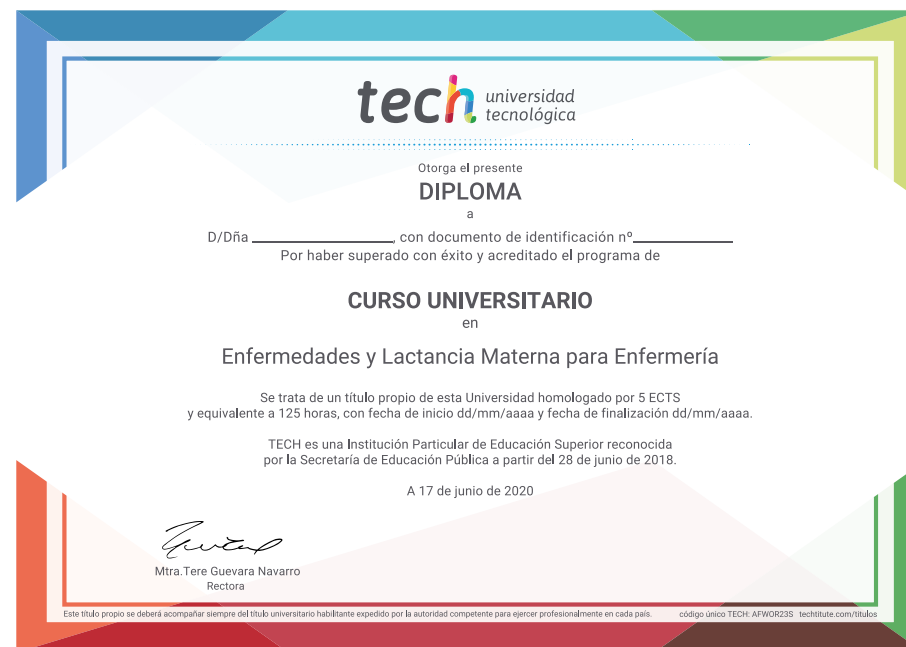 tech universidad
tecnológica
Otorga el presente
DIPLOMA
a
D/Dña ____________________, con documento de identificación nº______________
Por haber superado con éxito y acreditado el programa de
CURSO UNIVERSITARIO
en
Enfermedades y Lactancia Materna para Enfermería
Se trata de un título propio de esta Universidad homologado por 5 ECTS
y equivalente a 125 horas, con fecha de inicio dd/mm/aaaa y fecha de finalización dd/mm/aaaa.
TECH es una Institución Particular de Educación Superior reconocida
por la Secretaría de Educación Pública a partir del 28 de junio de 2018.
A 17 de junio de 2020
Mtra.Tere Guevara Navarro
Rectora
Este título propio se deberá acompañar siempre del título universitario habilitante expedido por la autoridad competente para ejercer profesionalmente en cada país. código único TECH: AFWOR23S techtitute.com/títulos